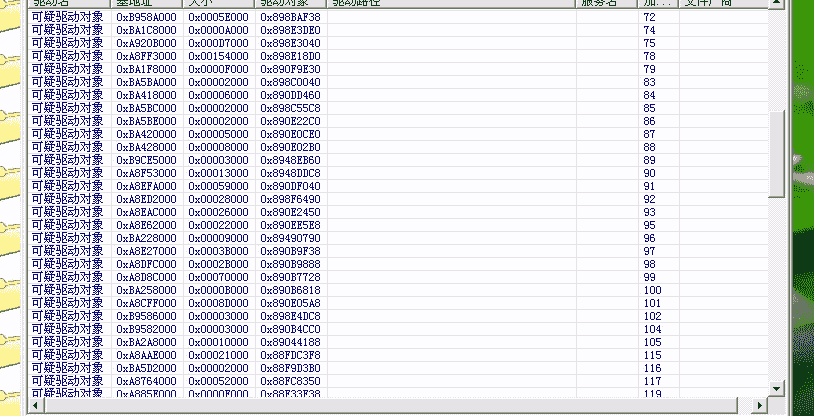 驱动名 基地址 大小 驱动对象 驱动路径 服务名 加... 文件厂商
可疑驱动对象 0xB958A000 0x0005E000 0x898BAF38 72
可疑驱动对象 0xBA1C8000 0x0000A000 0x898E3DE0 74
可疑驱动对象 0xA920B000 0x000D7000 0x898E3040 75
可疑驱动对象 0xA8FF3000 0x00154000 0x898E18D0 78
可疑驱动对象 0xBA1F8000 0x0000F000 0x890F9E30 79
可疑驱动对象 0xBA5BA000 0x00002000 0x898C0040 83
可疑驱动对象 0xBA418000 0x00006000 0x890DD460 84
可疑驱动对象 0xBA5BC000 0x00002000 0x898C55C8 85
可疑驱动对象 0xBA5BE000 0x00002000 0x890E22C0 86
可疑驱动对象 0xBA420000 0x00005000 0x890E0CE0 87
可疑驱动对象 0xBA428000 0x00008000 0x890E02B0 88
可疑驱动对象 0xB9CE5000 0x00003000 0x8948EB60 89
可疑驱动对象 0xA8F53000 0x00013000 0x8948DDC8 90
可疑驱动对象 0xA8EFA000 0x00059000 0x890DF040 91
可疑驱动对象 0xA8ED2000 0x00028000 0x898F6490 92
可疑驱动对象 0xA8EAC000 0x00026000 0x890E2450 93
可疑驱动对象 0xA8E62000 0x00022000 0x890EE5E8 95
可疑驱动对象 0xBA228000 0x00009000 0x89490790 96
可疑驱动对象 0xA8E27000 0x0003B000 0x890B9F38 97
可疑驱动对象 0xA8DFC000 0x0002B000 0x890B9888 98
可疑驱动对象 0xA8D8C000 0x00070000 0x890B7728 99
可疑驱动对象 0xBA258000 0x0000B000 0x890B6818 100
可疑驱动对象 0xA8CFF000 0x0008D000 0x890E05A8 101
可疑驱动对象 0xB9586000 0x00003000 0x898E4DC8 102
可疑驱动对象 0xB9582000 0x00003000 0x890B4CC0 104
可疑驱动对象 0xBA2A8000 0x00010000 0x89044188 105
可疑驱动对象 0xA8AAE000 0x00021000 0x88FDC3F8 115
可疑驱动对象 0xBA5D2000 0x00002000 0x88F9D3B0 116
可疑驱动对象 0xA8764000 0x00052000 0x88FC8350 117
可疑驱动对象 0xA885E000 0x0000F000 0x88F33F38 119